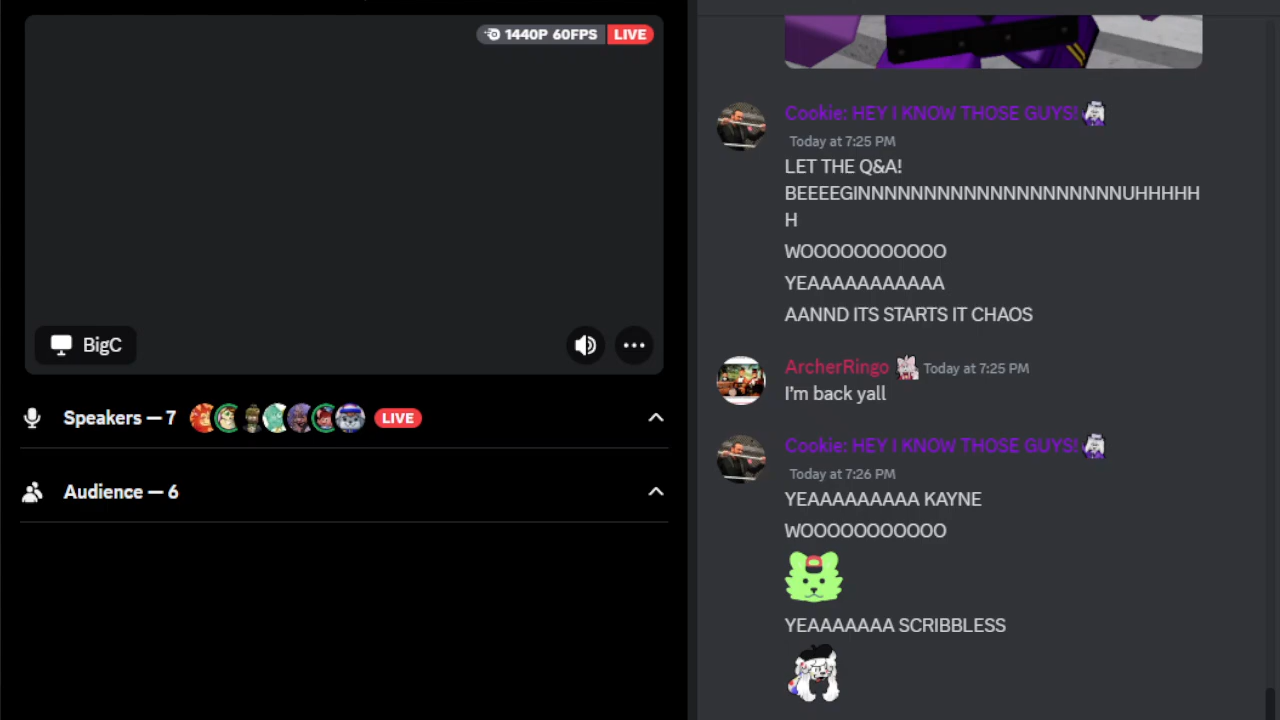 1440P 60FPS LIVE
BigC
Speakers — 7 LIVE
Audience — 6
Cookie: HEY I KNOW THOSE GUYS!
Today at 7:25 PM
LET THE Q&A!
BEEEEGINNNNNNNNNNNNNNNNNNNNNUHHHHH
H
WOOOOOOOOOOO
YEAAAAAAAAAAA
AANND ITS STARTS IT CHAOS
ArcherRingo Today at 7:25 PM
I'm back yall
Cookie: HEY I KNOW THOSE GUYS!
Today at 7:26 PM
YEAAAAAAAAA KAYNE
WOOOOOOOOOOO
YEAAAAAAA SCRIBBLESS